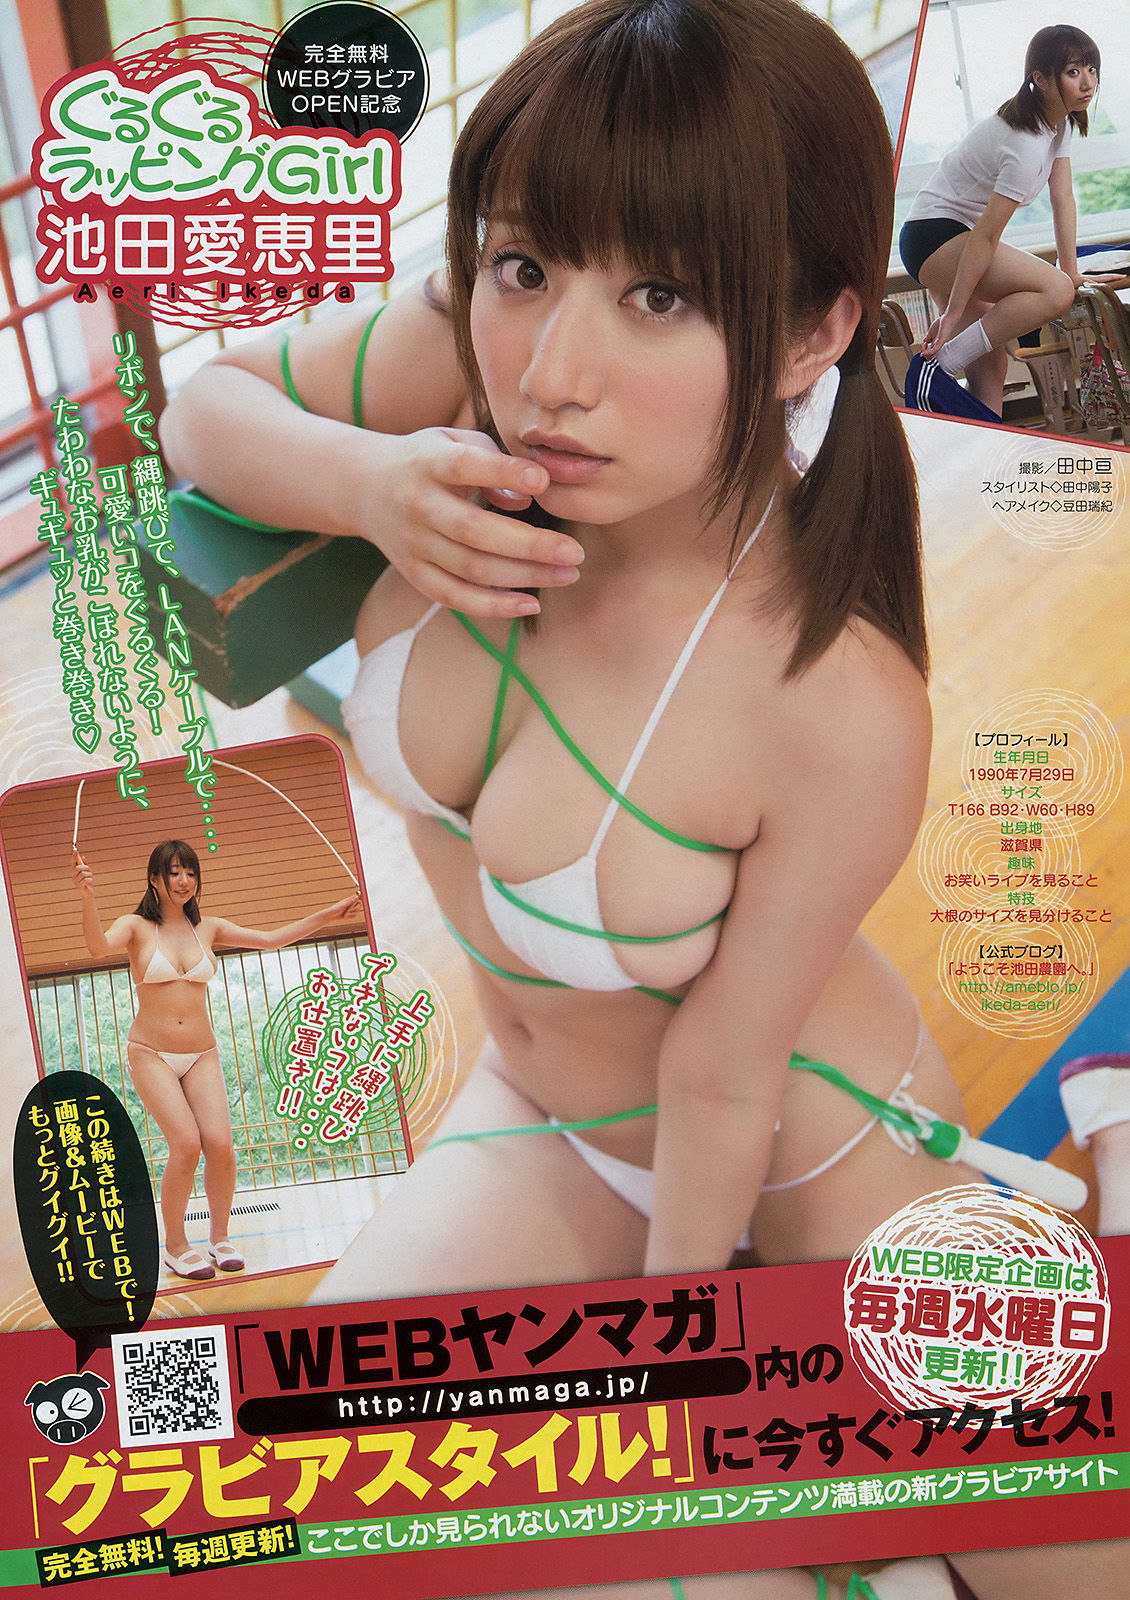 完全無料
WEBグラビア
OPEN記念
ぐるぐる
ラッピングGirl
池田愛恵里
Aeri Ikeda
リボンで、縄跳びで、LANケーブルで‥‥
可愛いコをぐるぐる!
たわわなお乳がこぼれないように、
ギュギュッと巻き巻き♡
撮影／田中亘
スタイリスト◇田中陽子
ヘアメイク◇豆田瑞紀
【プロフィール】
生年月日
1990年7月29日
サイズ
T166 B92・W60・H89
出身地
滋賀県
趣味
お笑いライブを見ること
特技
大根のサイズを見分けること
【公式ブログ】
「ようこそ池田農園へ。」
http://ameblo.jp/
ikeda-aeri/
上手に縄跳び
できないコは‥‥
お仕置き!!
この続きはWEBで!
画像&ムービーで
もっとグイグイ!!
WEB限定企画は
毎週水曜日
更新!!
「WEBヤンマガ」内の
http://yanmaga.jp/
「グラビアスタイル!」に今すぐアクセス!
完全無料! 毎週更新! ここでしか見られないオリジナルコンテンツ満載の新グラビアサイト